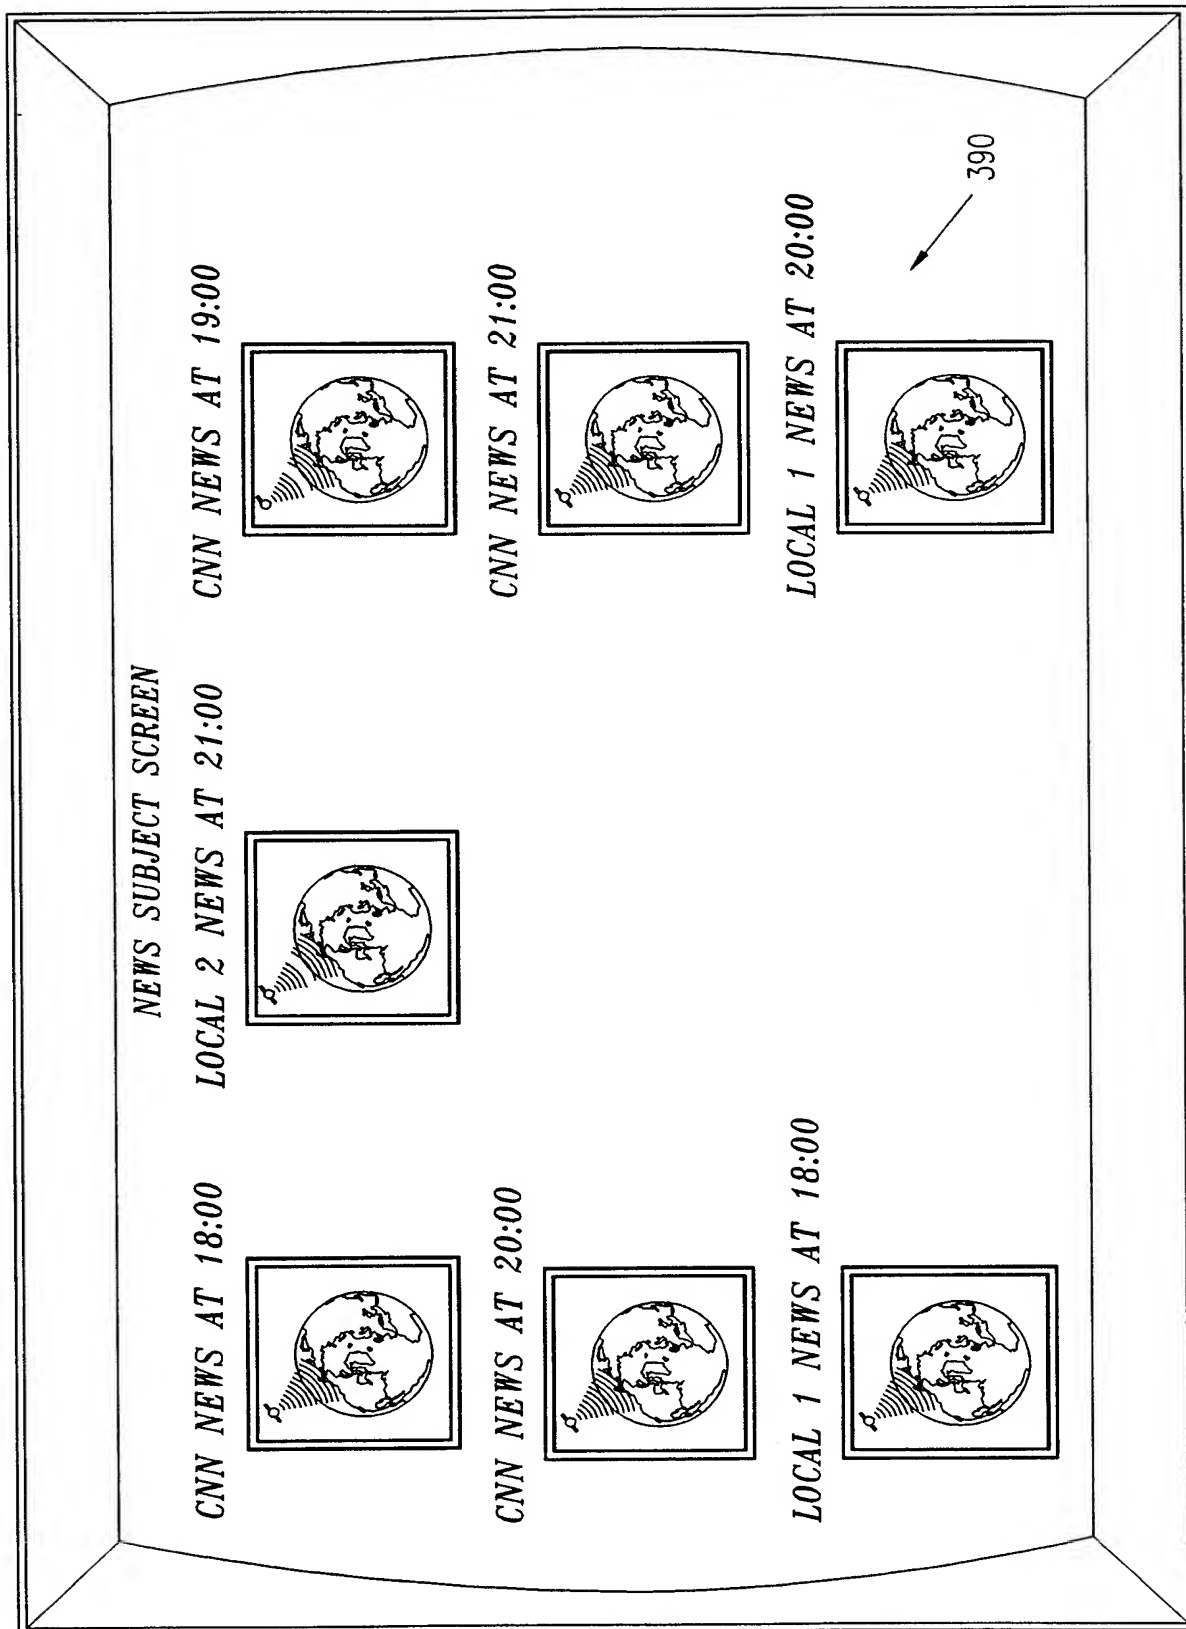 NEWS SUBJECT SCREEN
CNN NEWS AT 18:00
LOCAL 2 NEWS AT 21:00
CNN NEWS AT 19:00
CNN NEWS AT 20:00
CNN NEWS AT 21:00
LOCAL 1 NEWS AT 18:00
LOCAL 1 NEWS AT 20:00
390